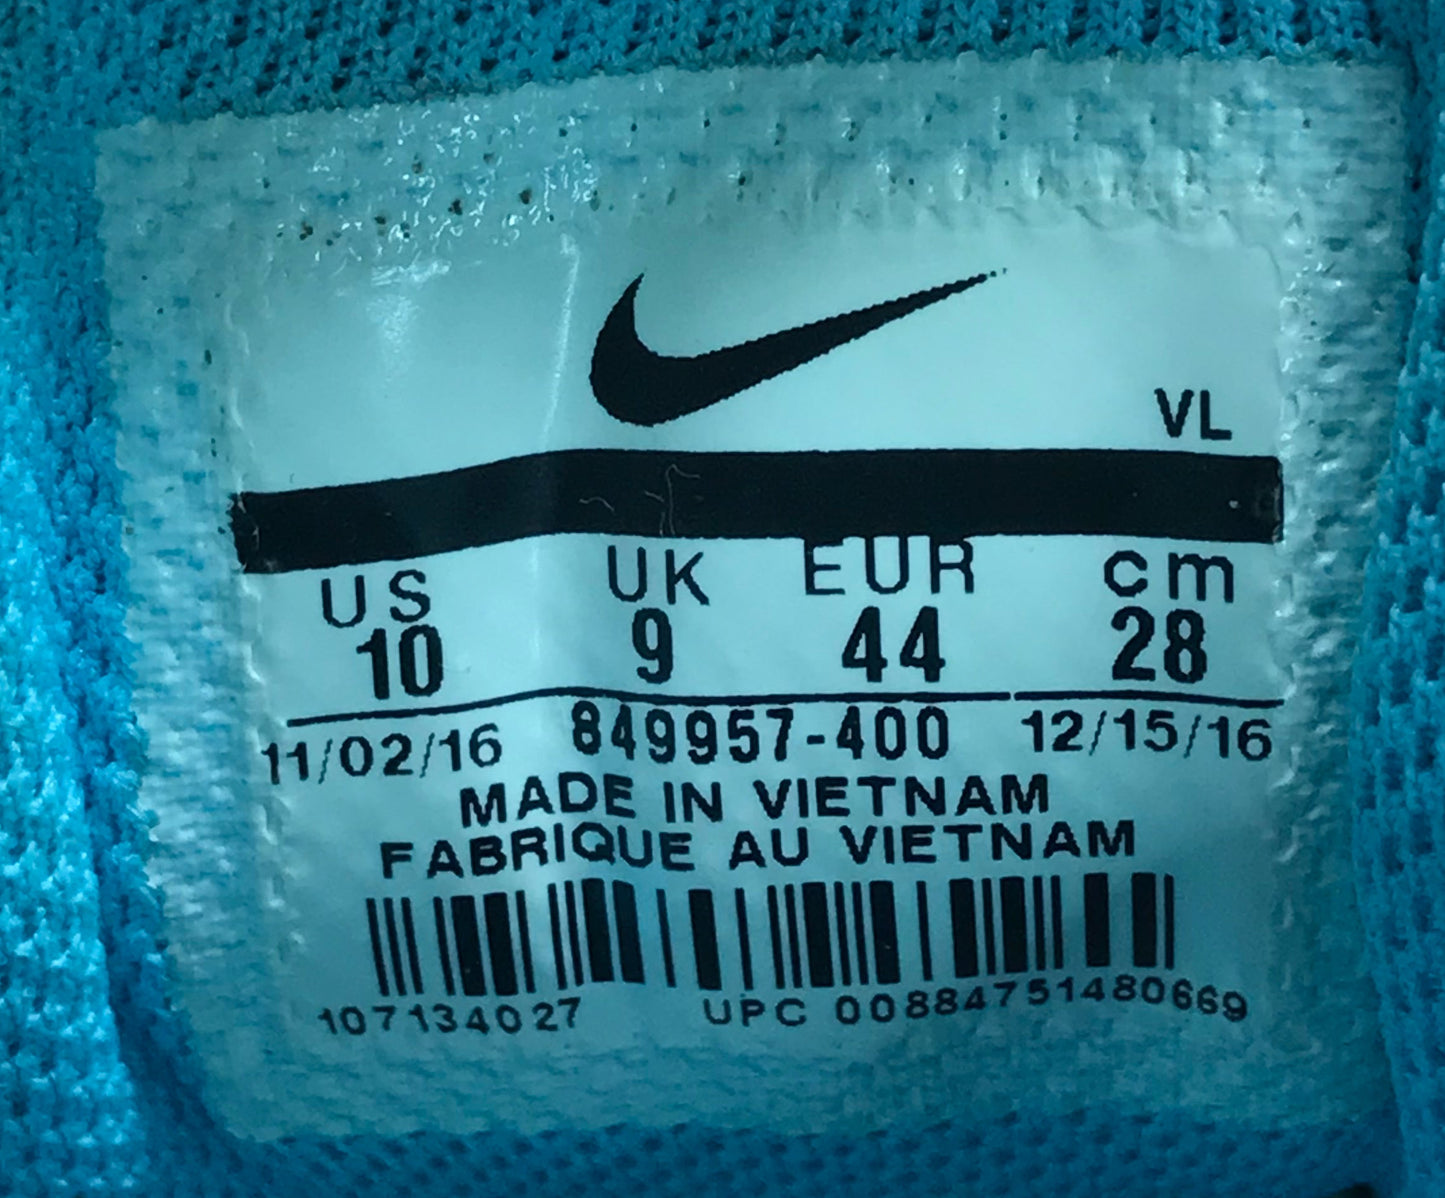 VL
US UK EUR cm
10 9 44 28
11/02/16 849957-400 12/15/16
MADE IN VIETNAM
FABRIQUE AU VIETNAM
107134027 UPC 00884751480669